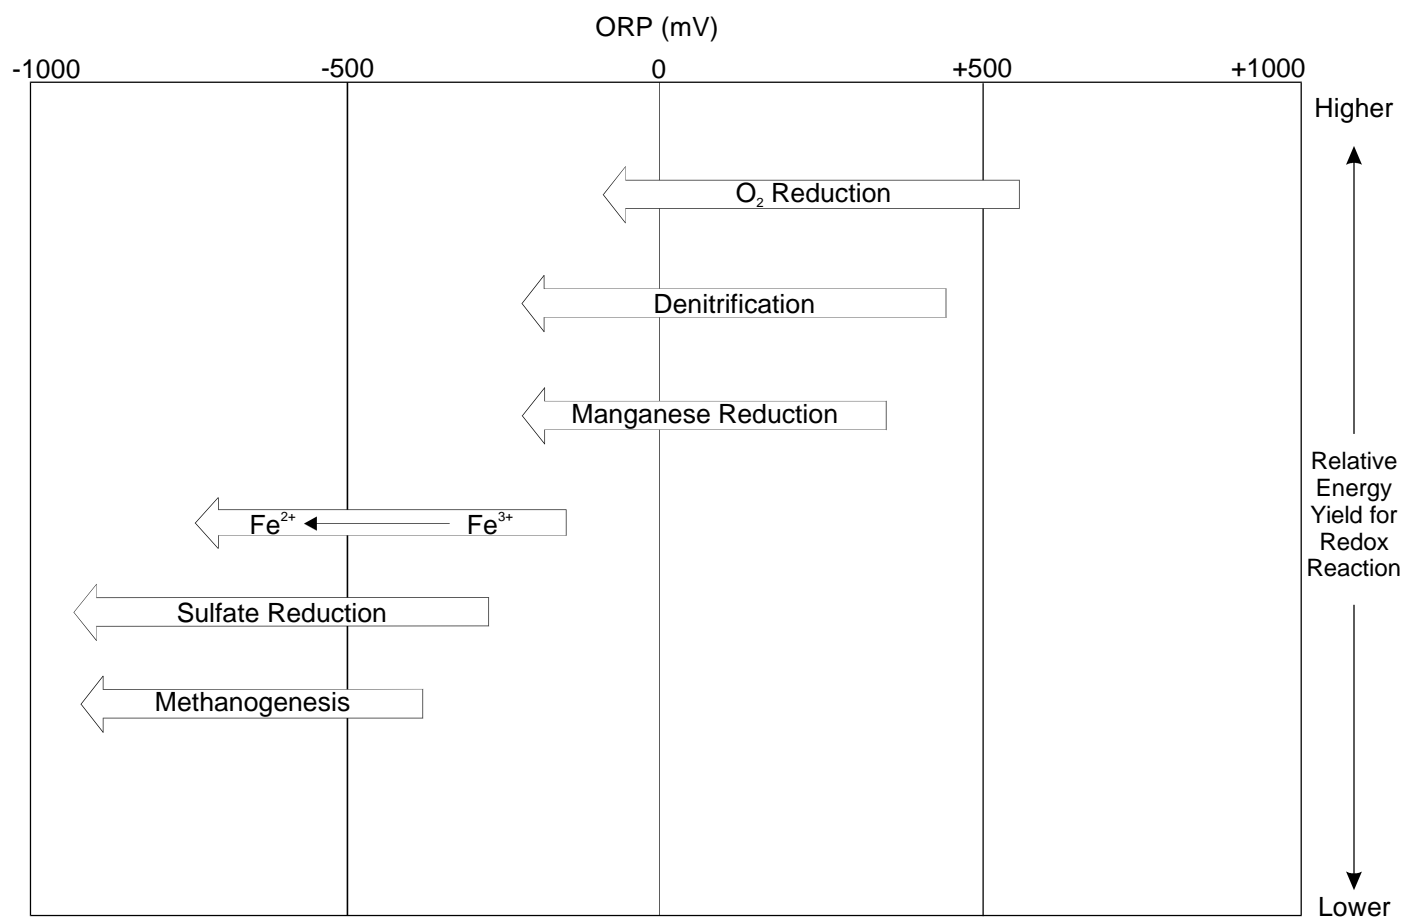 ORP (mV)
-1000 -500 0 +500 +1000
Higher
O₂ Reduction
Denitrification
Manganese Reduction
Fe²⁺ Fe³⁺
Relative
Energy
Yield for
Redox
Reaction
Sulfate Reduction
Methanogenesis
Lower